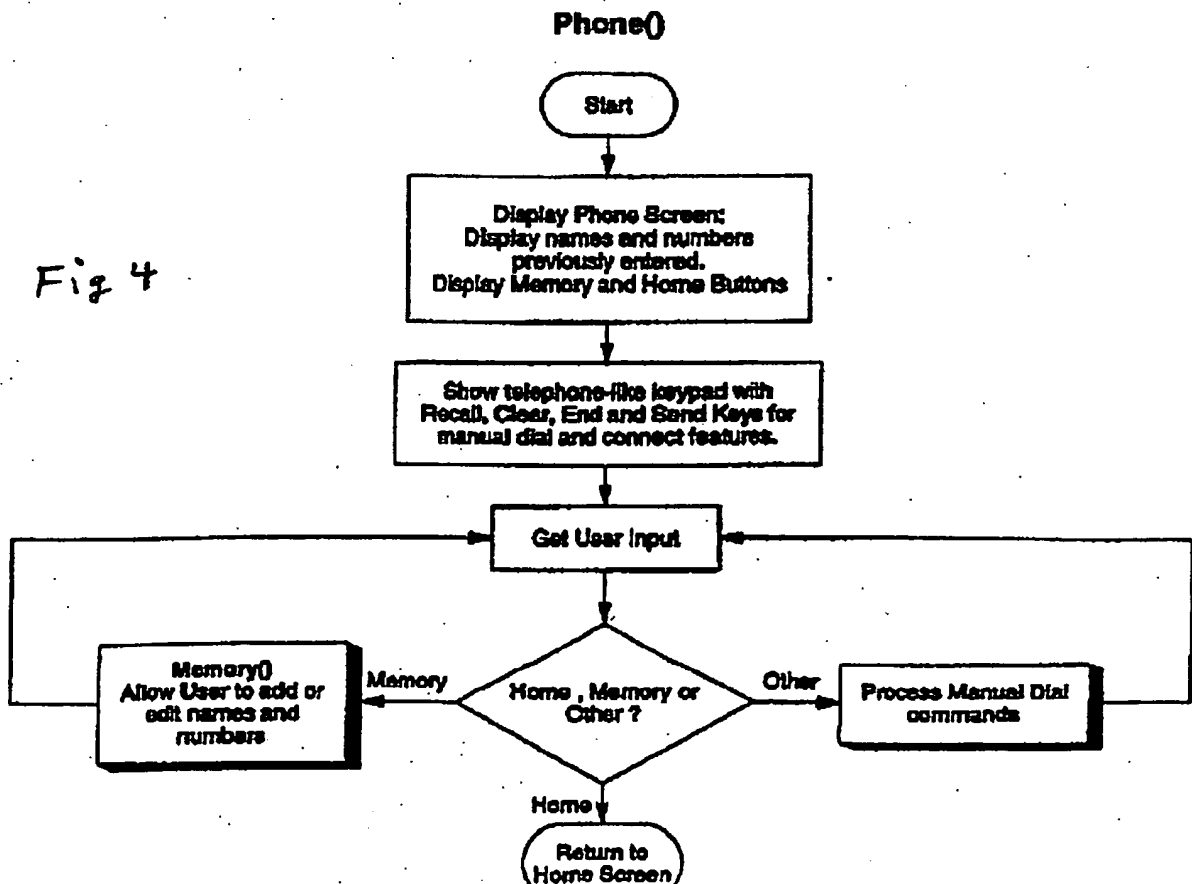 Phone()
Start
Display Phone Screen:
Display names and numbers
previously entered.
Display Memory and Home Buttons
Fig 4
Show telephone-like keypad with
Recall, Clear, End and Send Keys for
manual dial and connect features.
Get User Input
Memory()
Allow User to add or
edit names and
numbers
Memory
Home , Memory or
Other ?
Other
Process Manual Dial
commands
Home
Return to
Home Screen